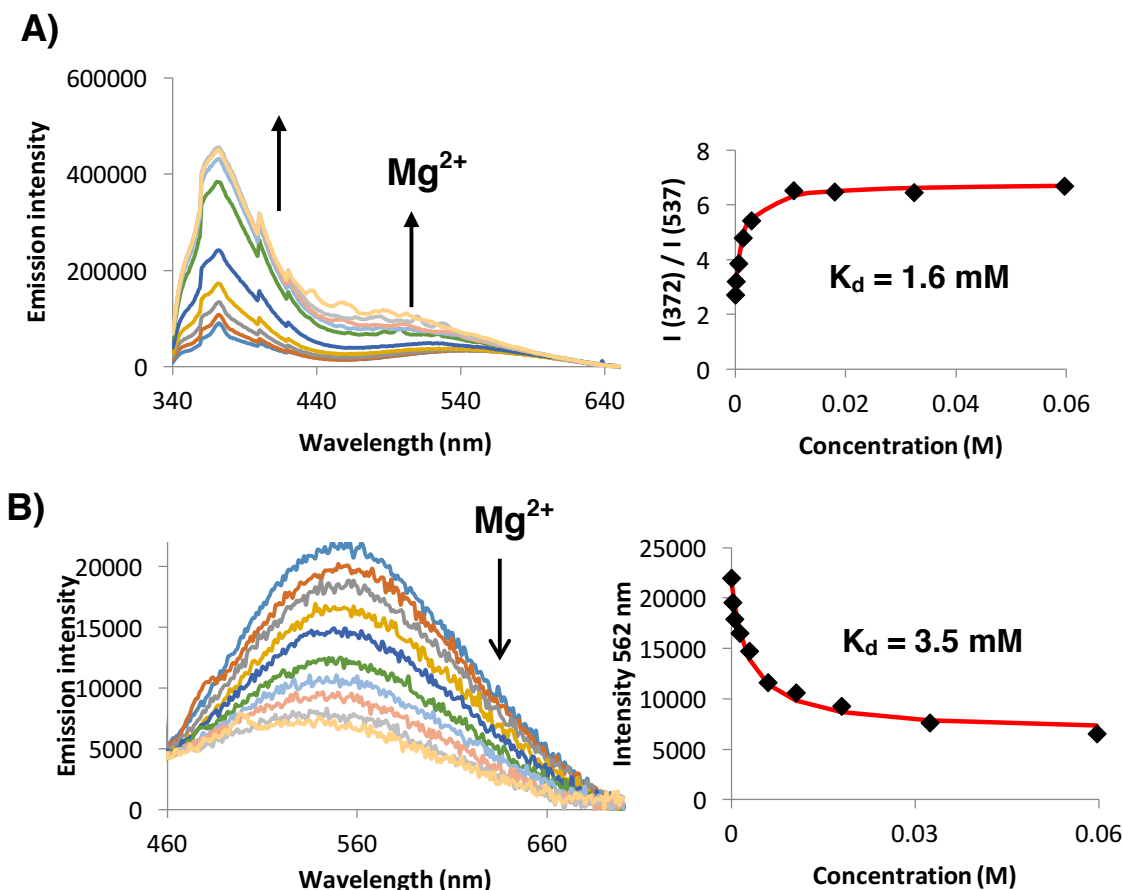 A)
Emission intensity
600000
400000
200000
0
340
440
540
640
Wavelength (nm)
Mg²⁺
I (372) / I (537)
8
6
4
2
0
0
0.02
0.04
0.06
Concentration (M)
K_d = 1.6 mM
B)
Emission intensity
20000
15000
10000
5000
0
460
560
660
Wavelength (nm)
Mg²⁺
Intensity 562 nm
25000
20000
15000
10000
5000
0
0
0.03
0.06
Concentration (M)
K_d = 3.5 mM